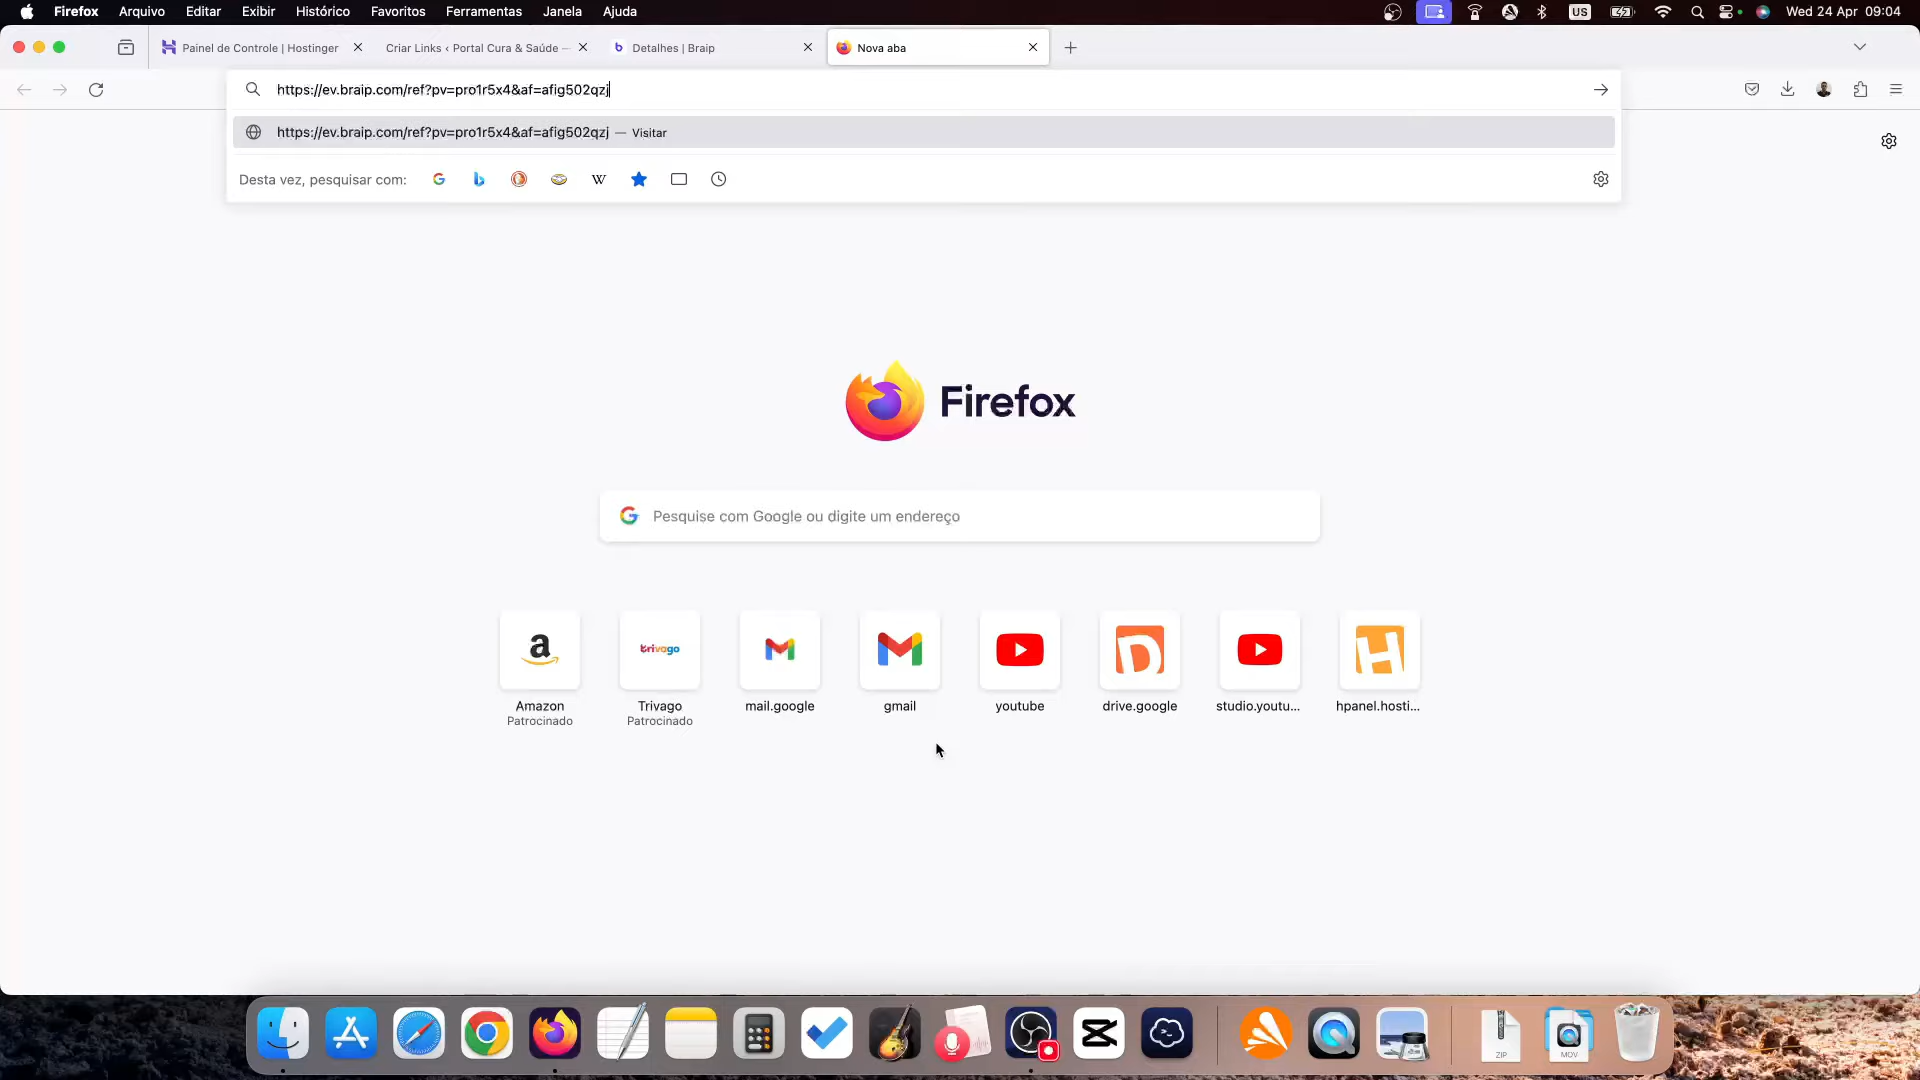 Firefox Arquivo Editar Exibir Histórico Favoritos Ferramentas Janela Ajuda US Wed 24 Apr 09:04
Painel de Controle | Hostinger Criar Links ‹ Portal Cura & Saúde — Detalhes | Braip Nova aba
https://ev.braip.com/ref?pv=pro1r5x4&af=afig502qzj
https://ev.braip.com/ref?pv=pro1r5x4&af=afig502qzj — Visitar
Desta vez, pesquisar com:
Firefox
Pesquise com Google ou digite um endereço
trivago
Amazon Trivago mail.google gmail youtube drive.google studio.youtu... hpanel.hosti...
Patrocinado Patrocinado
ZIP MOV